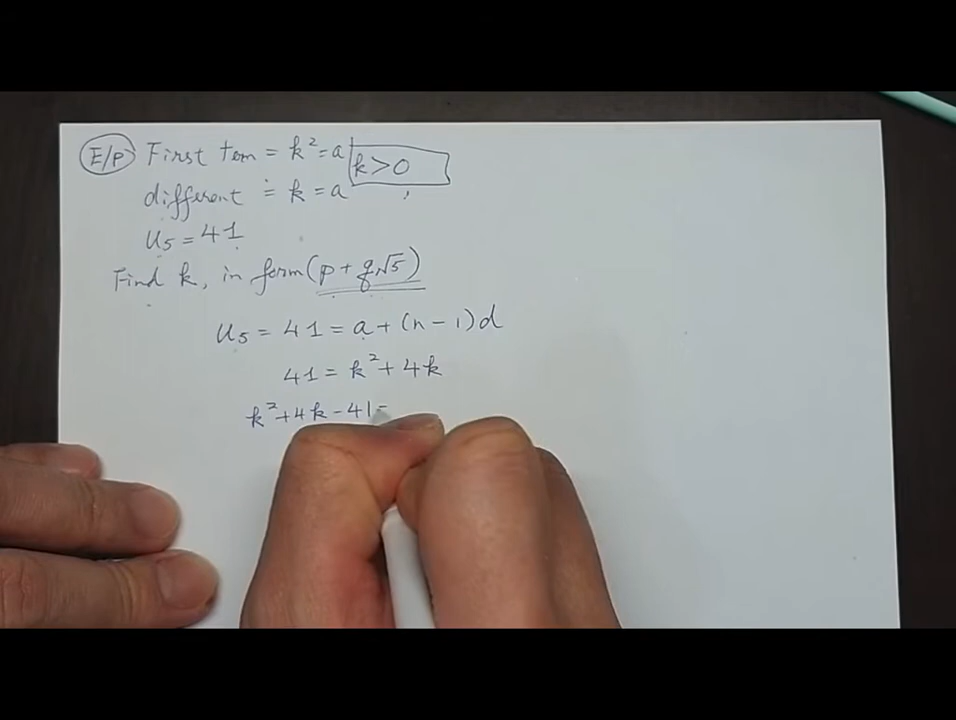 E/P First term = k² = a k>0
different = k = a
U₅ = 41
Find k, in form (p + q√5)
U₅ = 41 = a + (n - 1)d
41 = k² + 4k
k² + 4k - 41 =